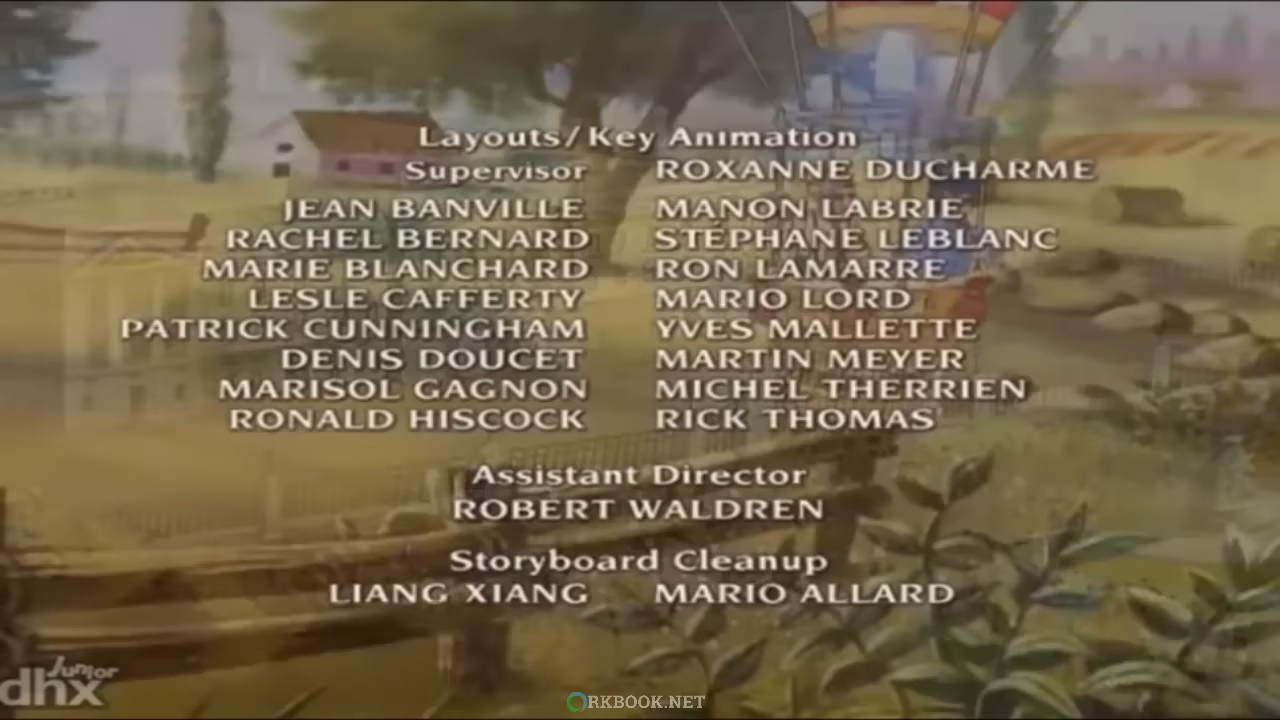 Layouts/Key Animation
Supervisor ROXANNE DUCHARME
JEAN BANVILLE MANON LABRIE
RACHEL BERNARD STEPHANE LEBLANC
MARIE BLANCHARD RON LAMARRE
LESLE CAFFERTY MARIO LORD
PATRICK CUNNINGHAM YVES MALLETTE
DENIS DOUCET MARTIN MEYER
MARISOL GAGNON MICHEL THERRIEN
RONALD HISCOCK RICK THOMAS
Assistant Director
ROBERT WALDREN
Storyboard Cleanup
LIANG XIANG MARIO ALLARD
Junior
dhx
ORKBOOK.NET